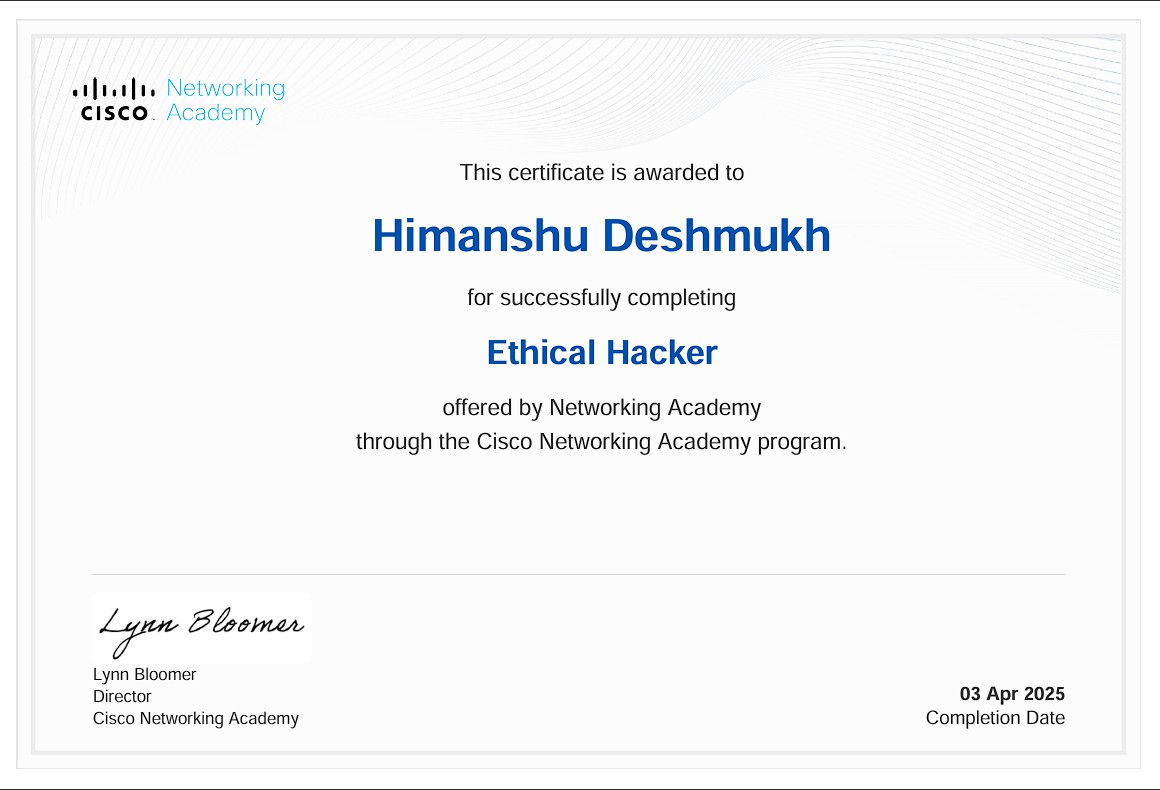 Networking
CISCO Academy
This certificate is awarded to
Himanshu Deshmukh
for successfully completing
Ethical Hacker
offered by Networking Academy
through the Cisco Networking Academy program.
Lynn Bloomer
Lynn Bloomer
Director
Cisco Networking Academy
03 Apr 2025
Completion Date